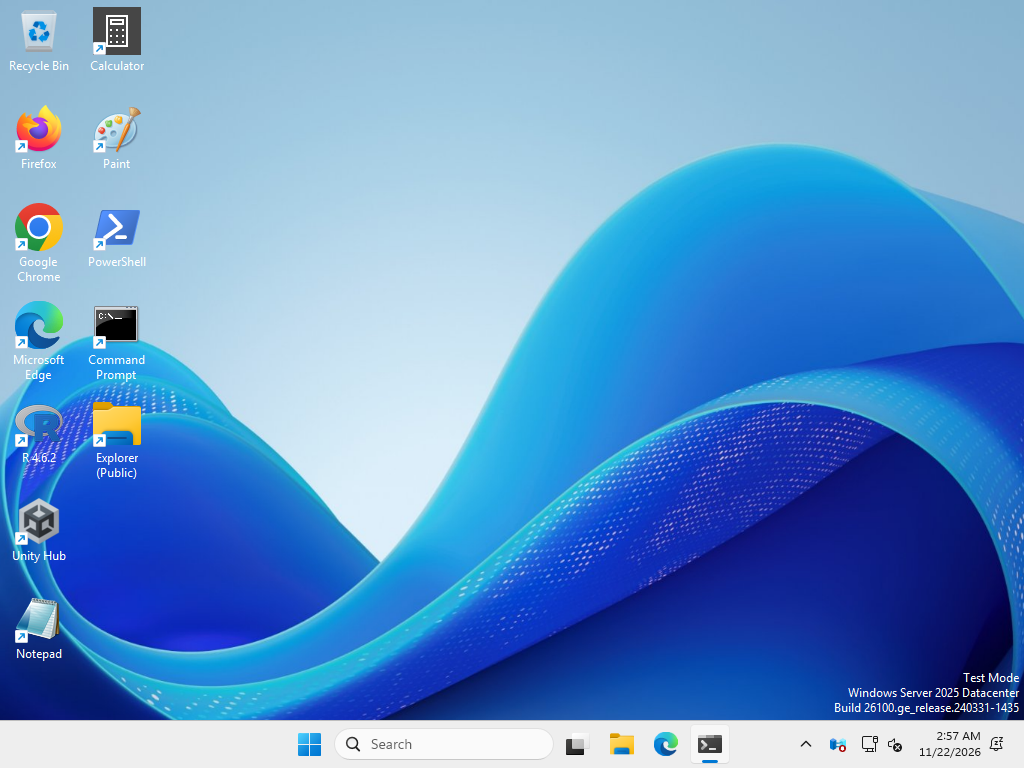 Recycle Bin
Calculator
Firefox
Paint
Google
Chrome
PowerShell
C:\
Microsoft
Edge
Command
Prompt
R 4.6.2
Explorer
(Public)
Unity Hub
Notepad
Test Mode
Windows Server 2025 Datacenter
Build 26100.ge_release.240331-1435
Search
2:57 AM
11/22/2026